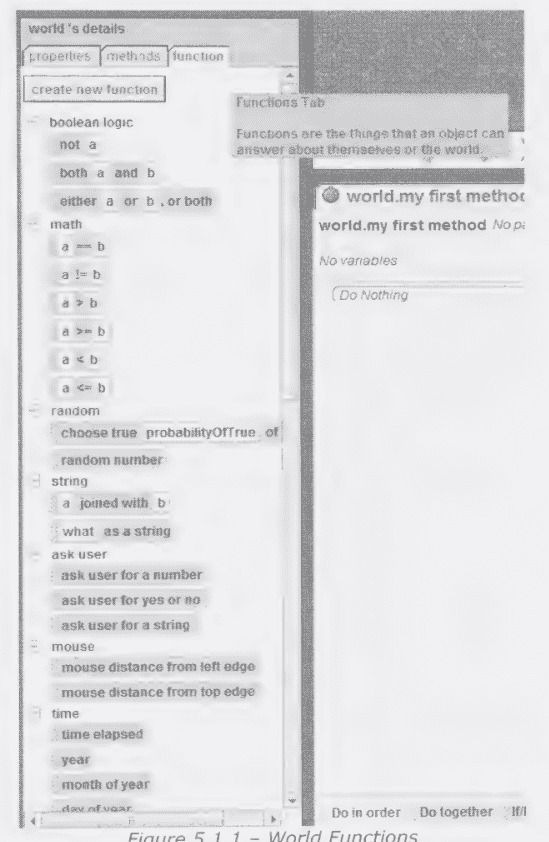 world 's details
properties methods function
create new function
boolean logic
not a
both a and b
either a or b , or both
math
a == b
a != b
a > b
a >= b
a < b
a <= b
random
choose true probabilityOfTrue of
random number
string
a joined with b
what as a string
ask user
ask user for a number
ask user for yes or no
ask user for a string
mouse
mouse distance from left edge
mouse distance from top edge
time
time elapsed
year
month of year
day of year
Functions Tab
Functions are the things that an object can
answer about themselves or the world.
world.my first method
world.my first method No pa
No variables
Do Nothing
Do in order Do together If/
Figure 5.1.1 – World Functions